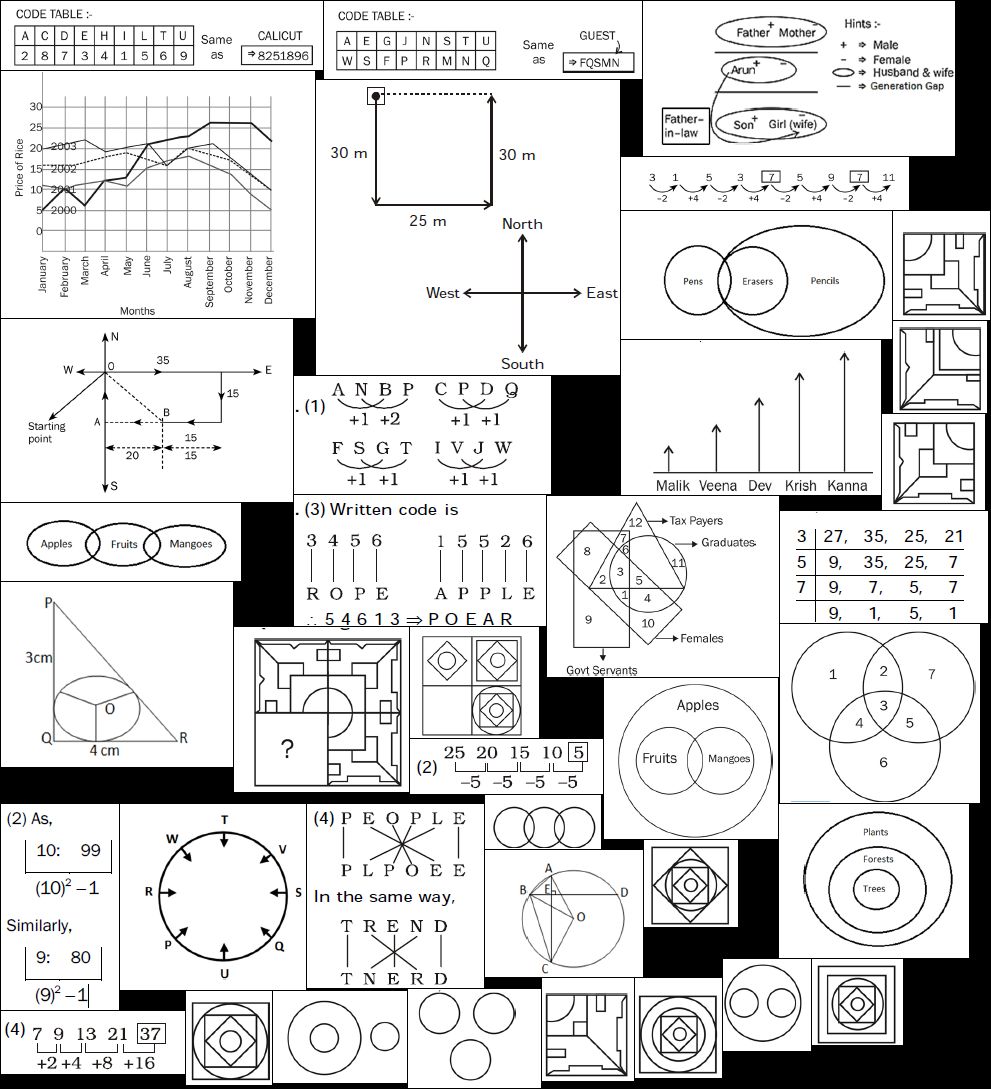 CODE TABLE :-
A C D E H I L T U
2 8 7 3 4 1 5 6 9
Same as
CALICUT
⇒ 8251896
CODE TABLE :-
A E G J N S T U
W S F P R M N Q
Same as
GUEST
⇒ FQSMN
Father+ Mother−
Arun+ −
Son+ Girl (wife)−
Father-in-law
Hints :-
+ ⇒ Male
− ⇒ Female
⇒ Husband & wife
⇒ Generation Gap
Price of Rice
30
25
20
15
10
5
0
2003
2002
2001
2000
January
February
March
April
May
June
July
August
September
October
November
December
Months
30 m
30 m
25 m
North
West
East
South
3 1 5 3 7 5 9 7 11
−2 +4 −2 +4 −2 +4 −2 +4
Pens
Erasers
Pencils
N
W
O
35
E
15
Starting point
A
B
15
20
15
S
. (1)
A N B P
+1 +2
C P D Q
+1 +1
F S G T
+1 +1
I V J W
+1 +1
Malik Veena Dev Krish Kanna
Apples
Fruits
Mangoes
. (3) Written code is
3 4 5 6 1 5 5 2 6
R O P E A P P L E
∴ 5 4 6 1 3 ⇒ P O E A R
12
Tax Payers
7
6
Graduates
8
11
3
2
5
1
4
9
10
Females
Govt Servants
3 27, 35, 25, 21
5 9, 35, 25, 7
7 9, 7, 5, 7
9, 1, 5, 1
P
3cm
O
Q
4 cm
R
?
(2) 25 20 15 10 5
−5 −5 −5 −5
Apples
Fruits
Mangoes
1
2
7
3
4
5
6
(2) As,
10: 99
(10)² −1
Similarly,
9: 80
(9)² −1
T
W
V
R
S
P
Q
U
(4) P E O P L E
P L P O E E
In the same way,
T R E N D
T N E R D
A
B
E
D
O
C
Plants
Forests
Trees
(4) 7 9 13 21 37
+2 +4 +8 +16